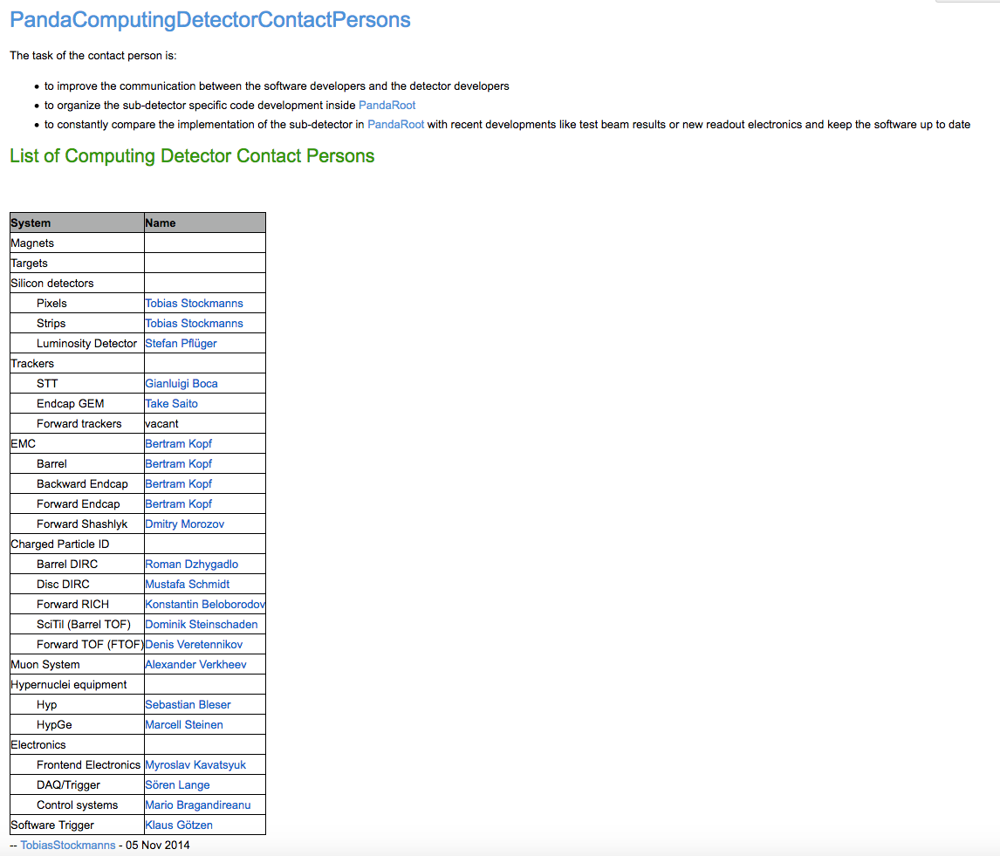 PandaComputingDetectorContactPersons
The task of the contact person is:
• to improve the communication between the software developers and the detector developers
• to organize the sub-detector specific code development inside PandaRoot
• to constantly compare the implementation of the sub-detector in PandaRoot with recent developments like test beam results or new readout electronics and keep the software up to date
List of Computing Detector Contact Persons
System Name
Magnets
Targets
Silicon detectors
Pixels Tobias Stockmanns
Strips Tobias Stockmanns
Luminosity Detector Stefan Pflüger
Trackers
STT Gianluigi Boca
Endcap GEM Take Saito
Forward trackers vacant
EMC Bertram Kopf
Barrel Bertram Kopf
Backward Endcap Bertram Kopf
Forward Endcap Bertram Kopf
Forward Shashlyk Dmitry Morozov
Charged Particle ID
Barrel DIRC Roman Dzhygadlo
Disc DIRC Mustafa Schmidt
Forward RICH Konstantin Beloborodov
SciTil (Barrel TOF) Dominik Steinschaden
Forward TOF (FTOF) Denis Veretennikov
Muon System Alexander Verkheev
Hypernuclei equipment
Hyp Sebastian Bleser
HypGe Marcell Steinen
Electronics
Frontend Electronics Myroslav Kavatsyuk
DAQ/Trigger Sören Lange
Control systems Mario Bragandireanu
Software Trigger Klaus Götzen
-- TobiasStockmanns - 05 Nov 2014